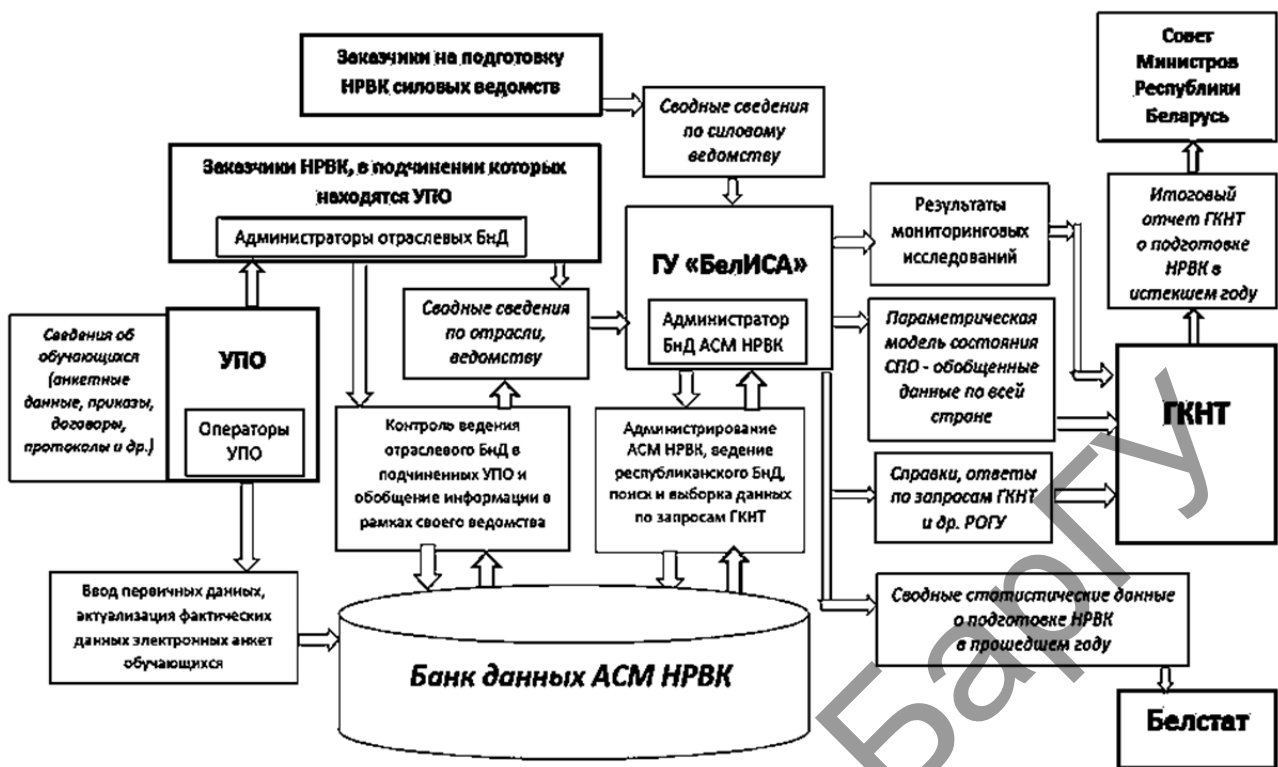 Заказчики на подготовку
НРВК силовых ведомств
Сводные сведения
по силовому
ведомству
Совет
Министров
Республики
Беларусь
Заказчики НРВК, в подчинении которых
находятся УПО
Администраторы отраслевых БнД
ГУ «БелИСА»
Администратор
БнД АСМ НРВК
Результаты
мониторинговых
исследований
Итоговый
отчет ГКНТ
о подготовке
НРВК в
истекшем году
Сведения об
обучающихся
(анкетные
данные, приказы,
договоры,
протоколы и др.)
УПО
Операторы
УПО
Сводные сведения
по отрасли,
ведомству
Параметрическая
модель состояния
СПО - обобщенные
данные по всей
стране
ГКНТ
Контроль ведения
отраслевого БнД в
подчиненных УПО и
обобщение информации в
рамках своего ведомства
Администрирование
АСМ НРВК, ведение
республиканского БнД,
поиск и выборка данных
по запросам ГКНТ
Справки, ответы
по запросам ГКНТ
и др. РОГУ
Ввод первичных данных,
актуализация фактических
данных электронных анкет
обучающихся
Банк данных АСМ НРВК
Сводные статистические данные
о подготовке НРВК
в прошедшем году
Белстат
БарГУ